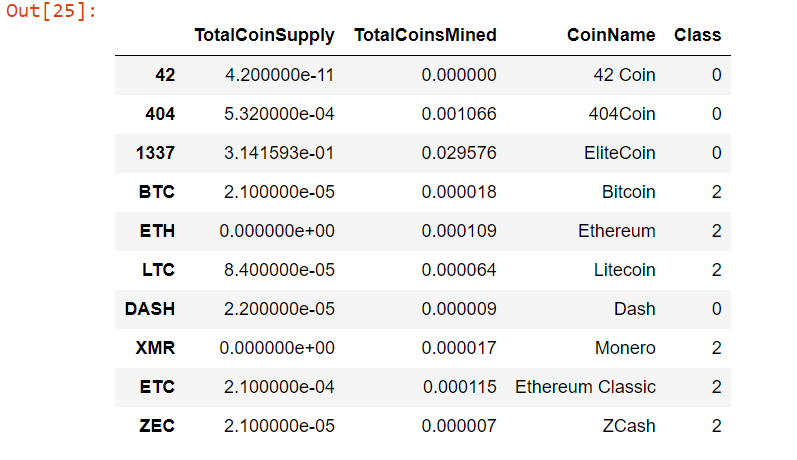 Out[25]:
TotalCoinSupply TotalCoinsMined CoinName Class
42 4.200000e-11 0.000000 42 Coin 0
404 5.320000e-04 0.001066 404Coin 0
1337 3.141593e-01 0.029576 EliteCoin 0
BTC 2.100000e-05 0.000018 Bitcoin 2
ETH 0.000000e+00 0.000109 Ethereum 2
LTC 8.400000e-05 0.000064 Litecoin 2
DASH 2.200000e-05 0.000009 Dash 0
XMR 0.000000e+00 0.000017 Monero 2
ETC 2.100000e-04 0.000115 Ethereum Classic 2
ZEC 2.100000e-05 0.000007 ZCash 2